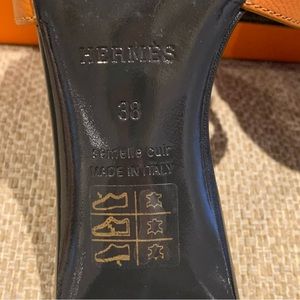 HERMES
38
semelle cuir
MADE IN ITALY